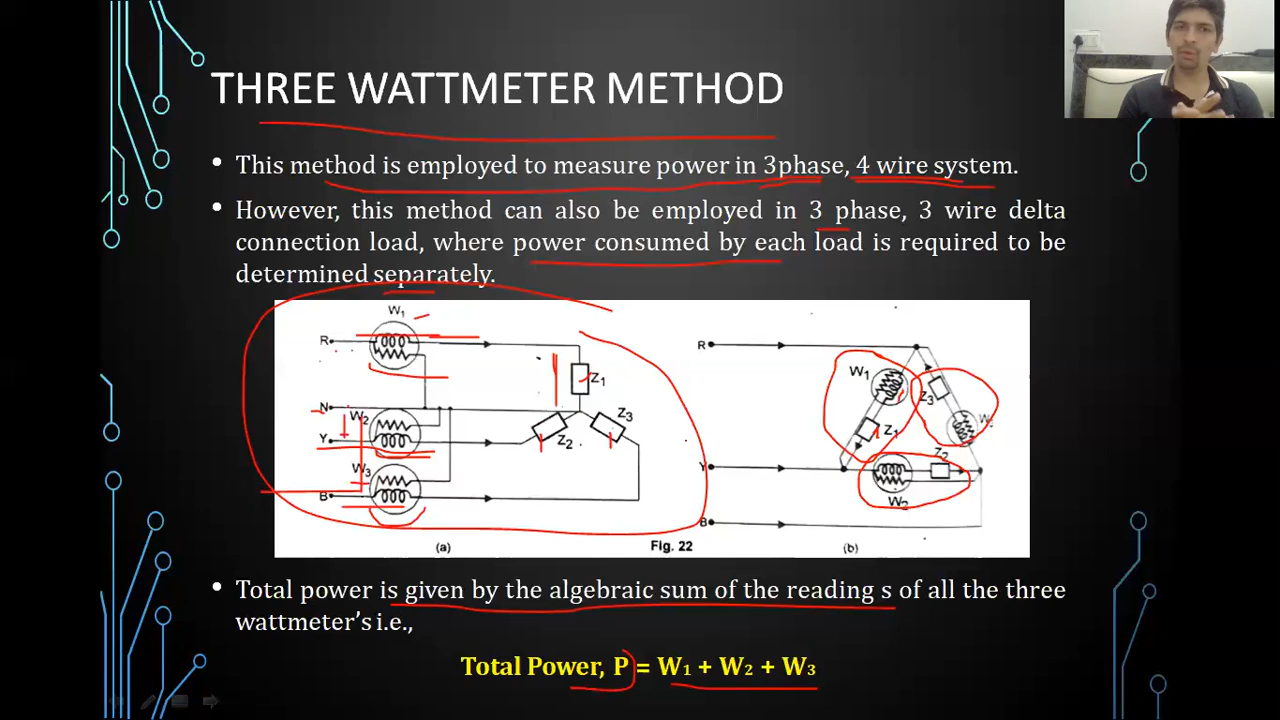 THREE WATTMETER METHOD
• This method is employed to measure power in 3phase, 4 wire system.
• However, this method can also be employed in 3 phase, 3 wire delta
connection load, where power consumed by each load is required to be
determined separately.
W1
R
Z1
N
W2
Z3
Y
Z2
W3
B
(a)
R
W1
Z3
W
Z1
Z2
Y
W2
B
Fig. 22
(b)
• Total power is given by the algebraic sum of the reading s of all the three
wattmeter's i.e.,
Total Power, P = W1 + W2 + W3